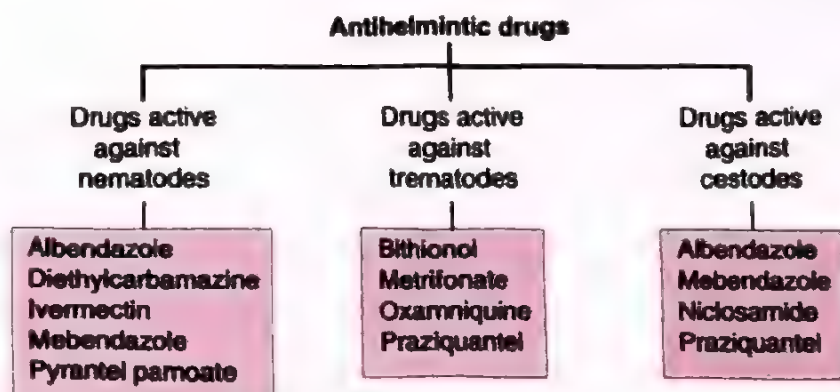 Antihelmintic drugs
Drugs active
against
nematodes
Drugs active
against
trematodes
Drugs active
against
cestodes
Albendazole
Diethylcarbamazine
Ivermectin
Mebendazole
Pyrantel pamoate
Bithionol
Metrifonate
Oxamniquine
Praziquantel
Albendazole
Mebendazole
Niclosamide
Praziquantel